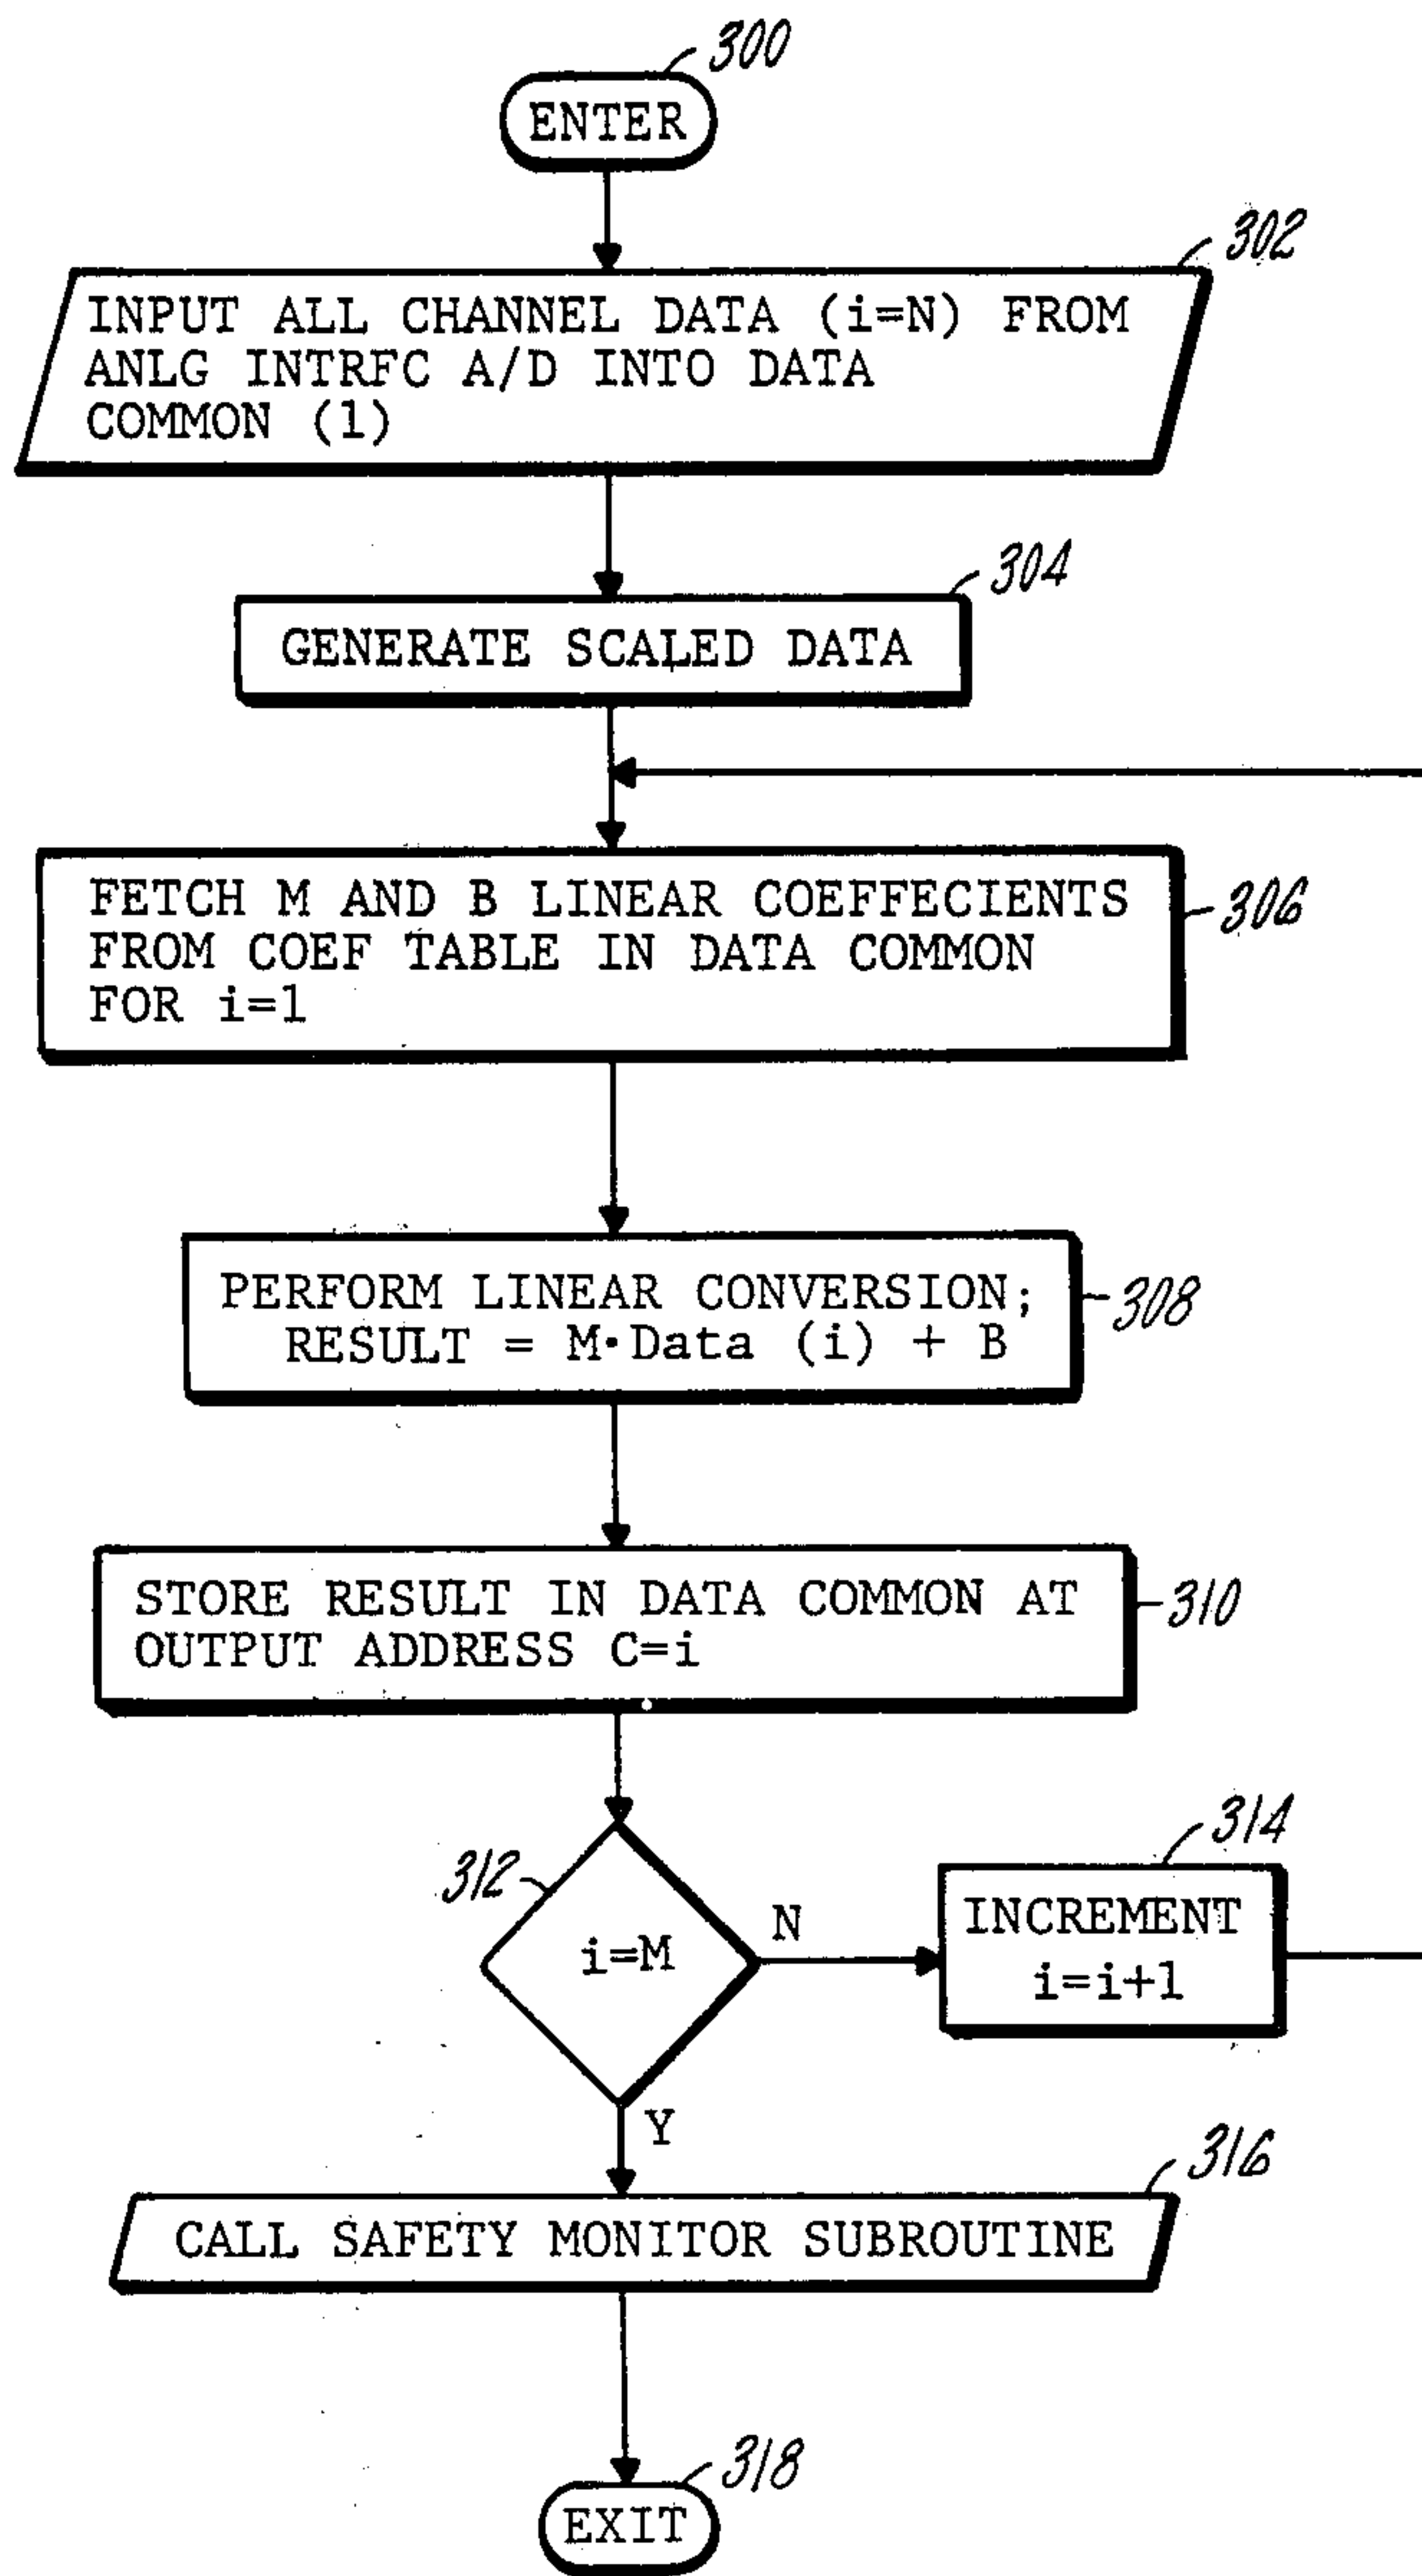 300
ENTER
302
INPUT ALL CHANNEL DATA (i=N) FROM
ANLG INTRFC A/D INTO DATA
COMMON (1)
304
GENERATE SCALED DATA
FETCH M AND B LINEAR COEFFECIENTS
FROM COEF TABLE IN DATA COMMON
FOR i=1
306
PERFORM LINEAR CONVERSION;
RESULT = M·Data (i) + B
308
STORE RESULT IN DATA COMMON AT
OUTPUT ADDRESS C=i
310
312
i=M
N
314
INCREMENT
i=i+1
Y
316
CALL SAFETY MONITOR SUBROUTINE
318
EXIT